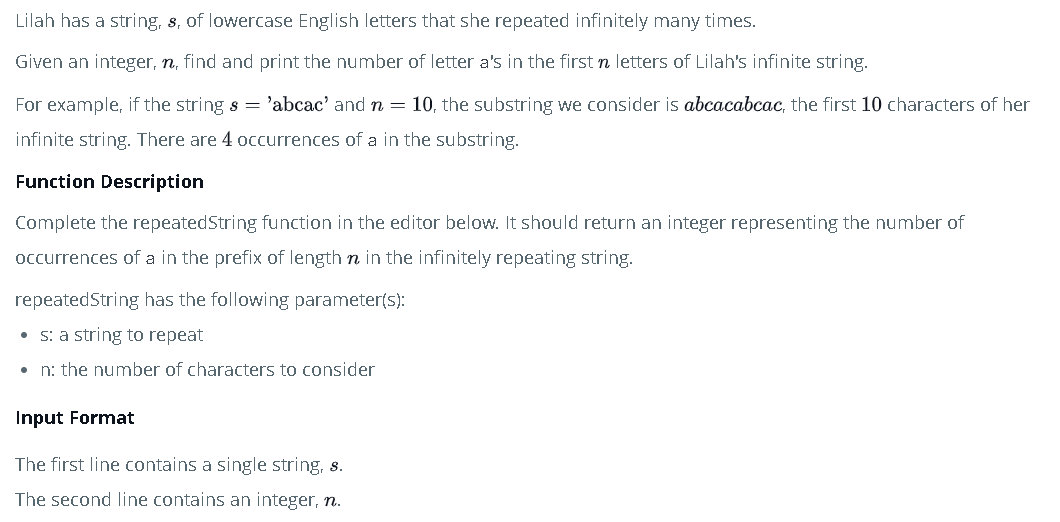 Lilah has a string, s, of lowercase English letters that she repeated infinitely many times.
Given an integer, n, find and print the number of letter a's in the first n letters of Lilah's infinite string.
For example, if the string s = 'abcac' and n = 10, the substring we consider is abcacabcac, the first 10 characters of her
infinite string. There are 4 occurrences of a in the substring.
Function Description
Complete the repeatedString function in the editor below. It should return an integer representing the number of
occurrences of a in the prefix of length n in the infinitely repeating string.
repeatedString has the following parameter(s):
• s: a string to repeat
• n: the number of characters to consider
Input Format
The first line contains a single string, s.
The second line contains an integer, n.